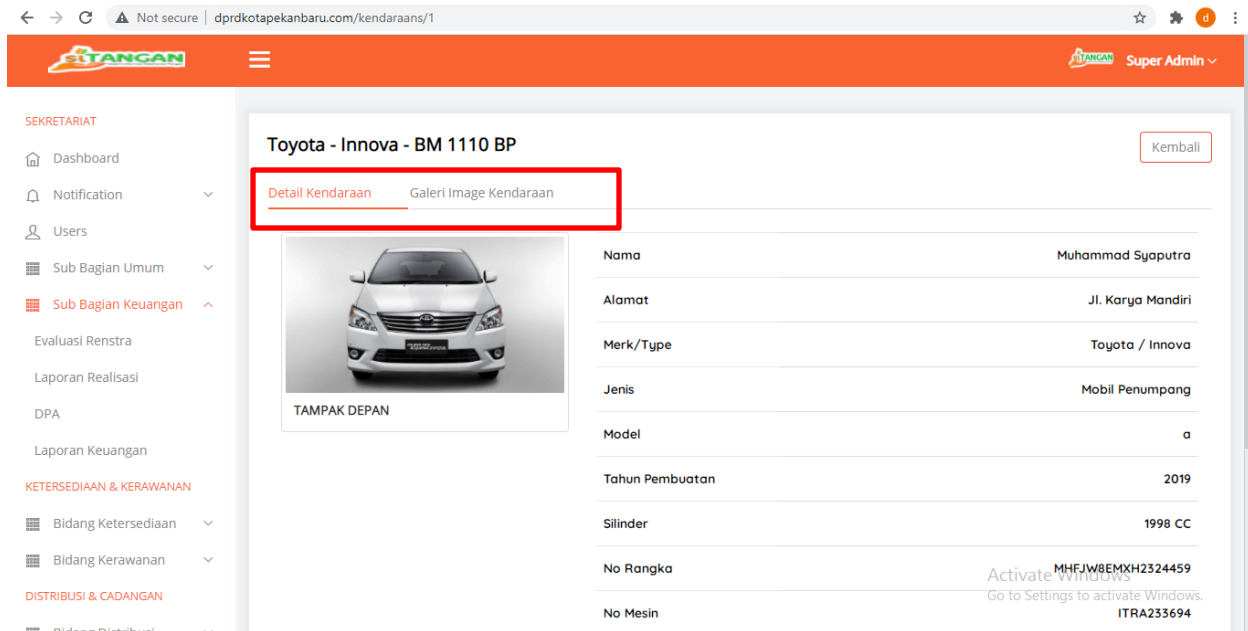 Not secure | dprdkotapekanbaru.com/kendaraans/1
d
SITANGAN
SITANGAN Super Admin
SEKRETARIAT
Dashboard
Notification
Users
Sub Bagian Umum
Sub Bagian Keuangan
Evaluasi Renstra
Laporan Realisasi
DPA
Laporan Keuangan
KETERSEDIAAN & KERAWANAN
Bidang Ketersediaan
Bidang Kerawanan
DISTRIBUSI & CADANGAN
Bidang Distribusi
Toyota - Innova - BM 1110 BP
Kembali
Detail Kendaraan Galeri Image Kendaraan
TAMPAK DEPAN
Nama Muhammad Syaputra
Alamat Jl. Karya Mandiri
Merk/Type Toyota / Innova
Jenis Mobil Penumpang
Model a
Tahun Pembuatan 2019
Silinder 1998 CC
No Rangka MHFJW8EMXH2324459
No Mesin ITRA233694
Activate Windows
Go to Settings to activate Windows.